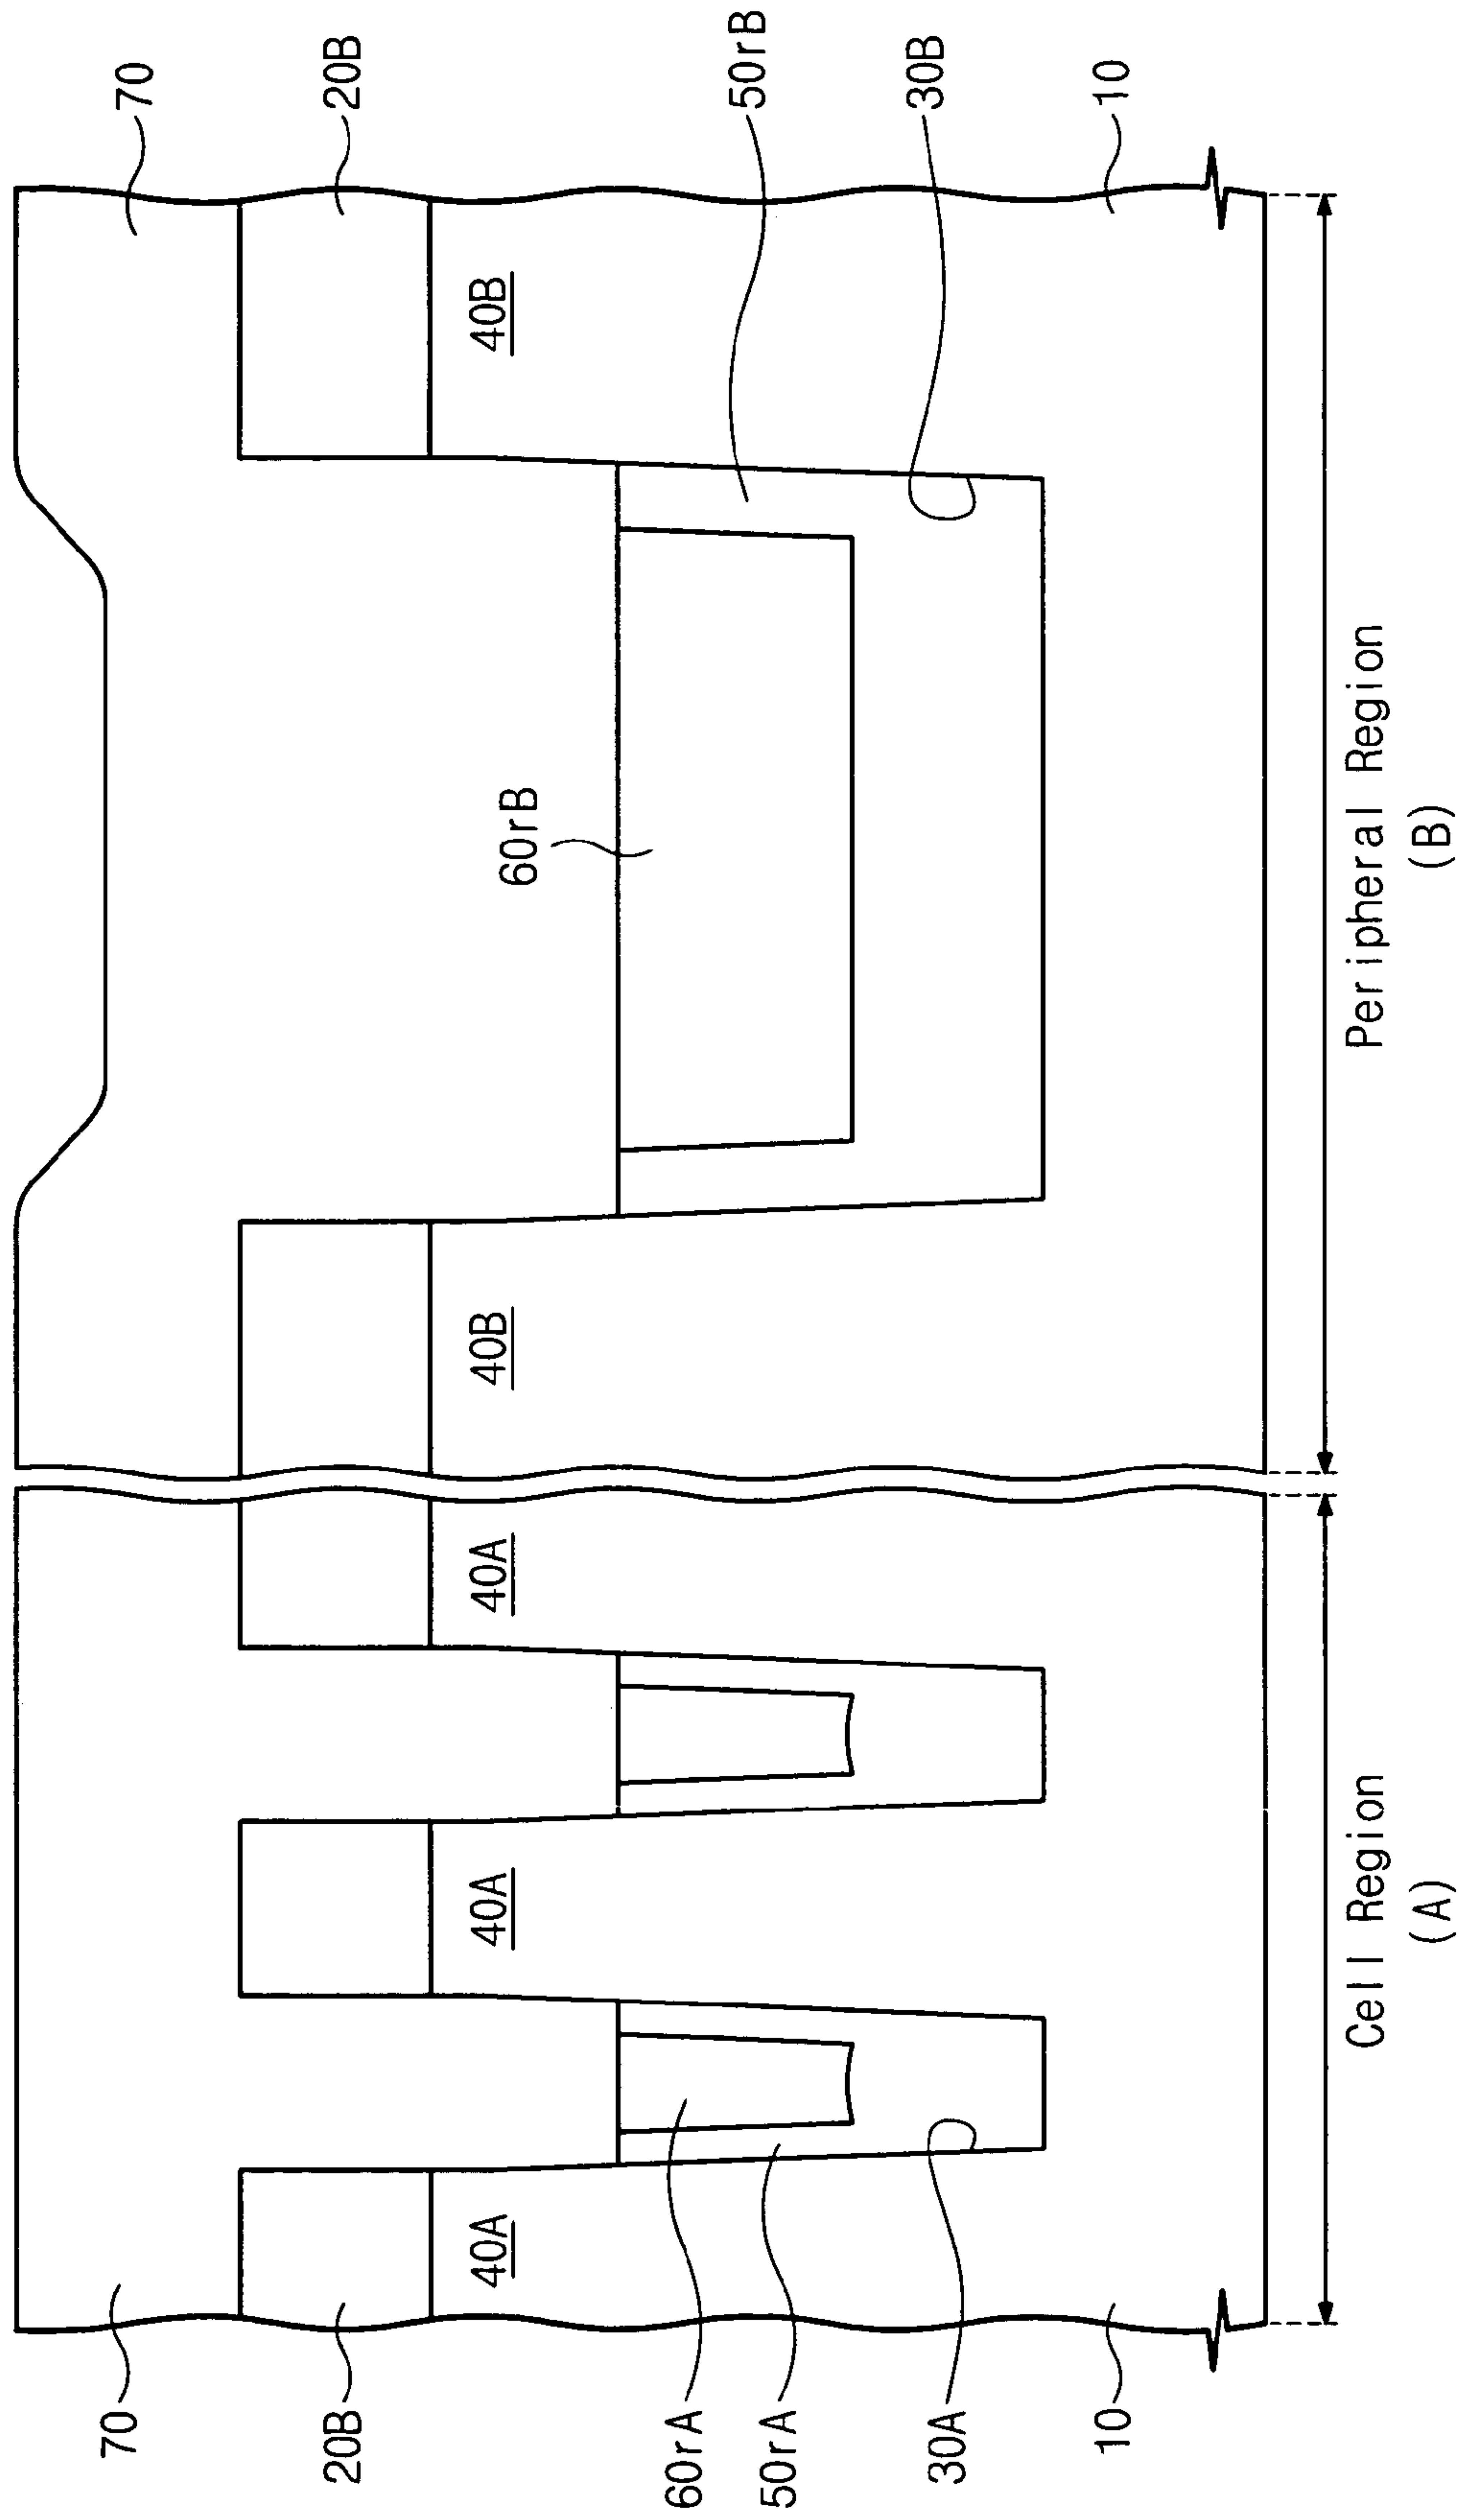 70
20B
60rA
50rA
30A
10
70
20B
50rB
30B
10
40A
40A
40A
40B
40B
60rB
Cell Region
(A)
Peripheral Region
(B)